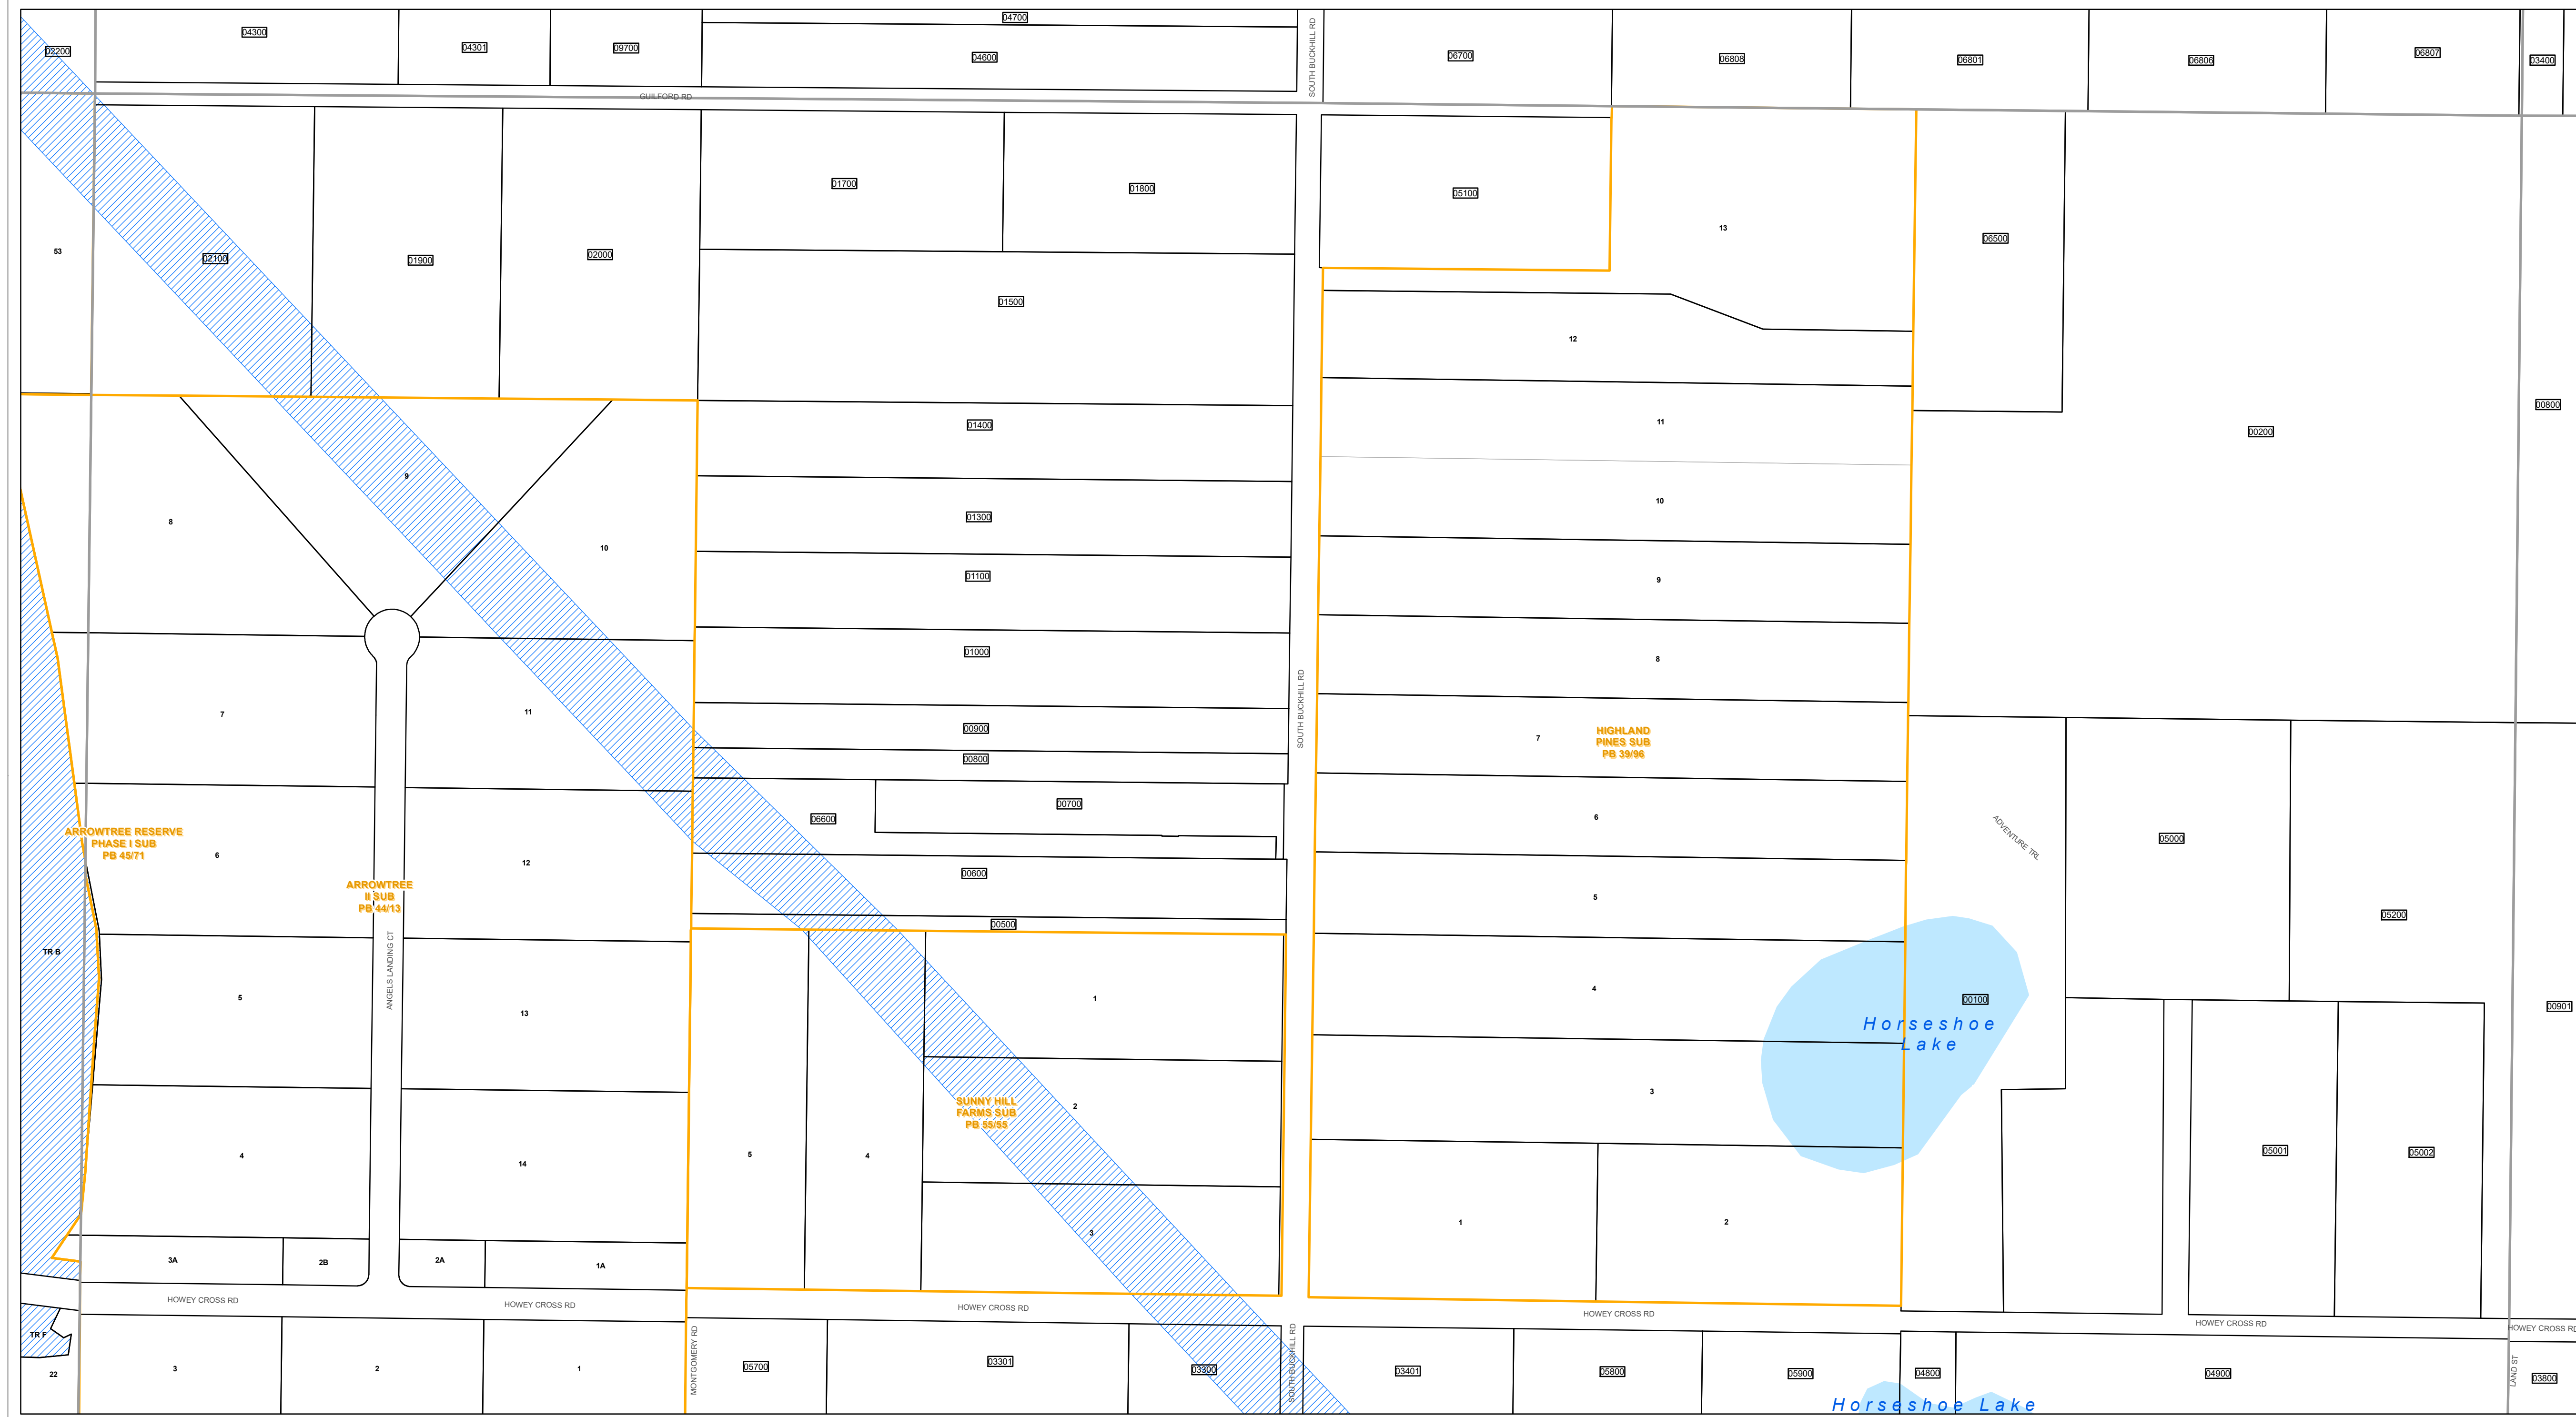 04700
SOUTH BUCKHILL RD
04300
04301
09700
02200
04600
06700
06808
06801
06806
06807
03400
GUILFORD RD
01700
01800
05100
13
06500
53
02100
01900
02000
01500
12
00800
01400
11
00200
9
8
01300
10
10
01100
9
01000
8
SOUTH BUCKHILL RD
7
11
00900
7
HIGHLAND
PINES SUB
PB 39/96
00800
00700
06600
6
ADVENTURE TRL
05000
ARROWTREE RESERVE
PHASE I SUB
PB 45/71
6
12
00600
ARROWTREE
II SUB
PB 44/13
5
05200
00500
TR B
ANGELS LANDING CT
5
13
1
4
00100
00901
Horseshoe
Lake
SUNNY HILL
FARMS SUB
PB 55/55
2
3
4
14
5
4
05001
05002
3
1
2
3A
2B
2A
1A
HOWEY CROSS RD
HOWEY CROSS RD
HOWEY CROSS RD
HOWEY CROSS RD
HOWEY CROSS RD
HOWEY CROSS RD
TR F
MONTGOMERY RD
SOUTH BUCKHILL RD
22
3
2
1
05700
03301
03300
03401
05800
05900
04800
04900
LAND ST
03800
Horseshoe Lake